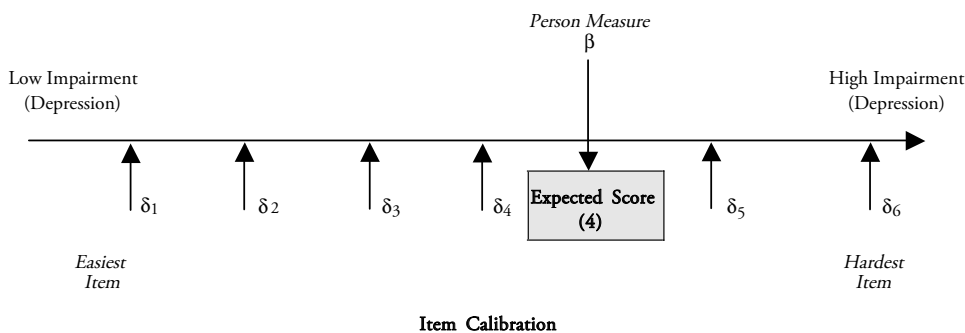 Person Measure
β
Low Impairment
(Depression)
High Impairment
(Depression)
Expected Score
(4)
δ1
δ2
δ3
δ4
δ5
δ6
Easiest
Item
Hardest
Item
Item Calibration